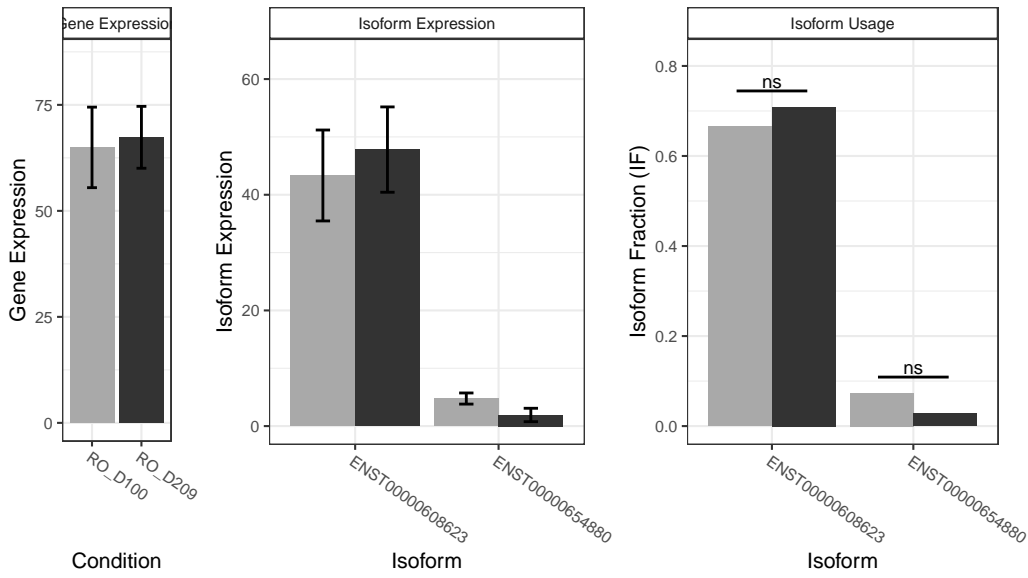 Gene Expression
Gene Expression
75
50
25
0
RO_D100
RO_D209
Condition
Isoform Expression
Isoform Expression
60
40
20
0
ENST00000608623
ENST00000654880
Isoform
Isoform Usage
Isoform Fraction (IF)
0.8
0.6
0.4
0.2
0.0
ns
ns
ENST00000608623
ENST00000654880
Isoform